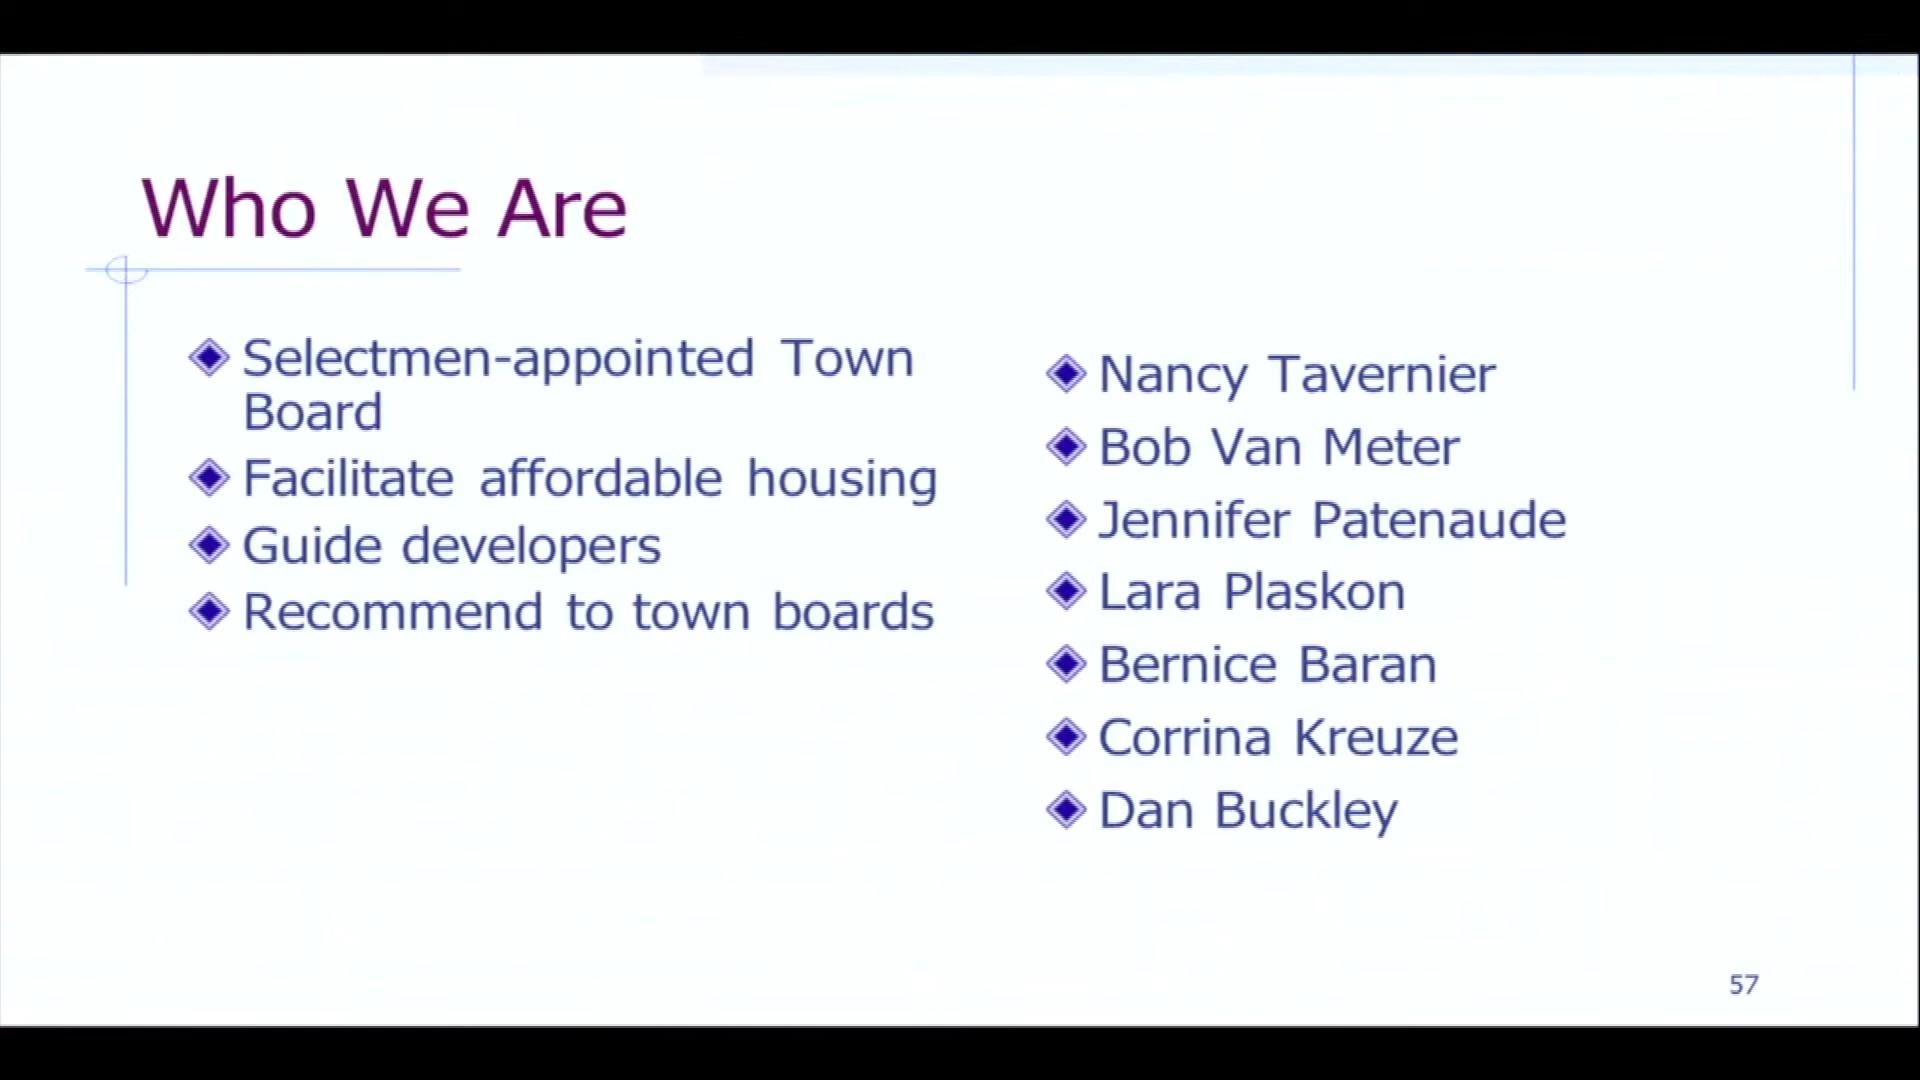 Who We Are
Selectmen-appointed Town
Board
Facilitate affordable housing
Guide developers
Recommend to town boards
Nancy Tavernier
Bob Van Meter
Jennifer Patenaude
Lara Plaskon
Bernice Baran
Corrina Kreuze
Dan Buckley
57